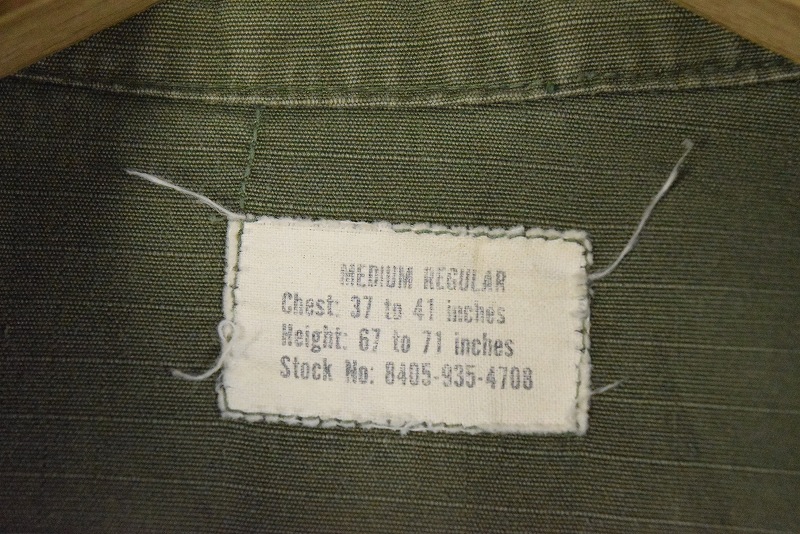 MEDIUM REGULAR
Chest: 37 to 41 inches
Height: 67 to 71 inches
Stock No: 8405-935-4708